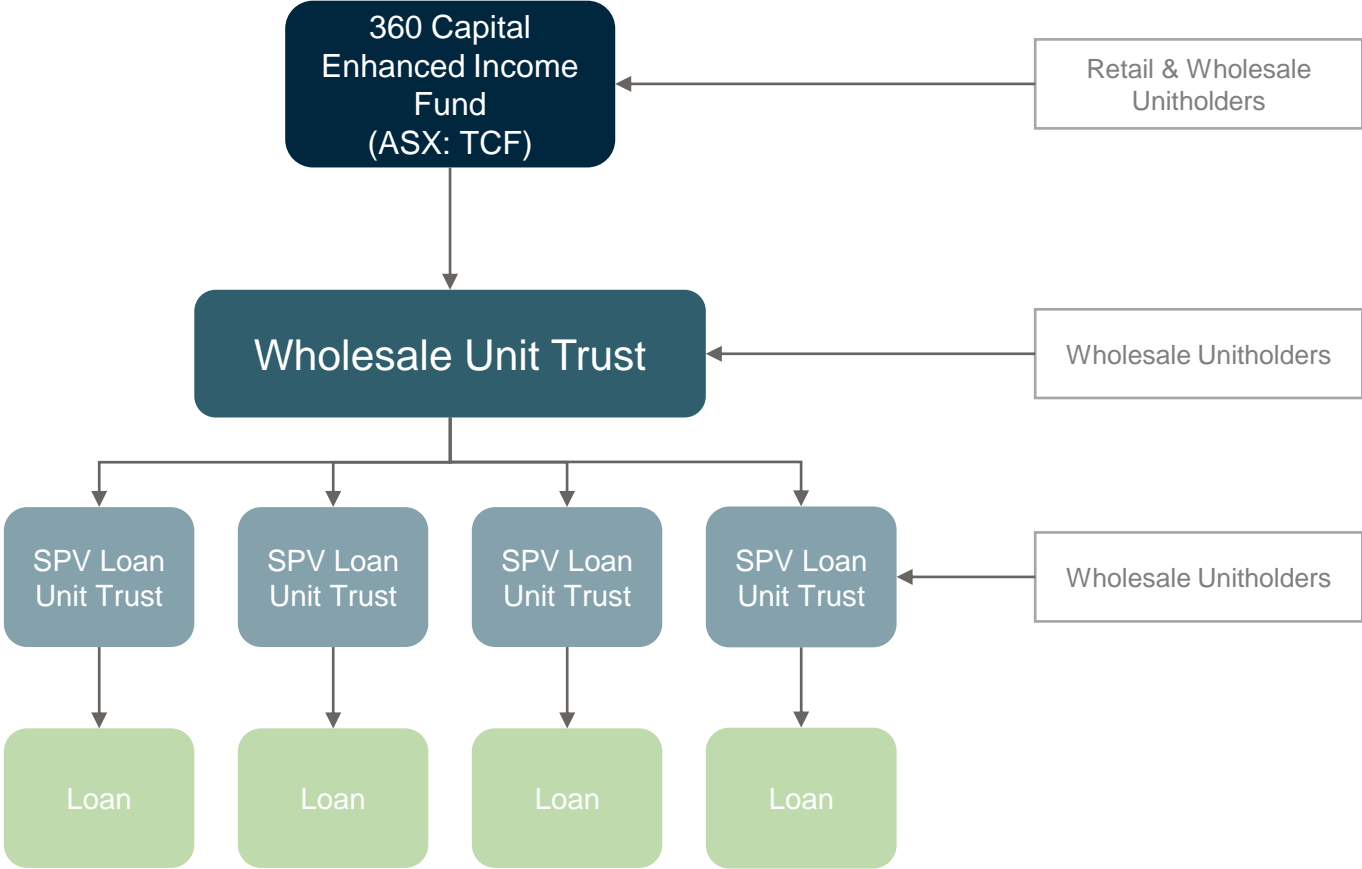 360 Capital
Enhanced Income
Fund
(ASX: TCF)
Retail & Wholesale
Unitholders
Wholesale Unit Trust
Wholesale Unitholders
SPV Loan
Unit Trust
SPV Loan
Unit Trust
SPV Loan
Unit Trust
SPV Loan
Unit Trust
Wholesale Unitholders
Loan
Loan
Loan
Loan